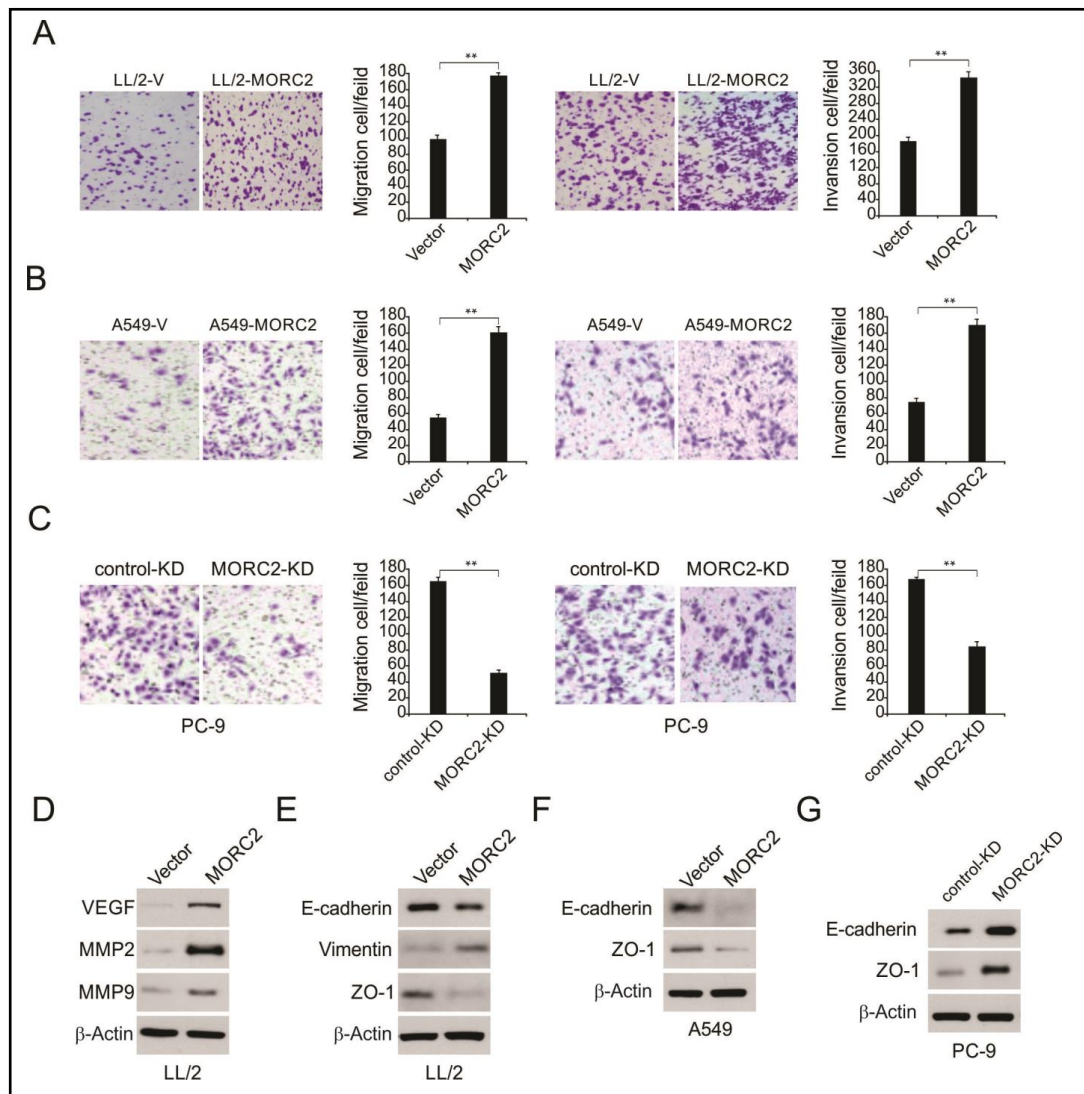 A
LL/2-V LL/2-MORC2
**
Migration cell/feild
180
160
140
120
100
80
60
40
20
0
Vector MORC2
LL/2-V LL/2-MORC2
**
Invansion cell/feild
360
320
280
240
200
160
120
80
40
0
Vector MORC2
B
A549-V A549-MORC2
**
Migration cell/feild
180
160
140
120
100
80
60
40
20
0
Vector MORC2
A549-V A549-MORC2
**
Invansion cell/feild
180
160
140
120
100
80
60
40
20
0
Vector MORC2
C
control-KD MORC2-KD
PC-9
**
Migration cell/feild
180
160
140
120
100
80
60
40
20
0
control-KD MORC2-KD
control-KD MORC2-KD
PC-9
**
Invansion cell/feild
180
160
140
120
100
80
60
40
20
0
control-KD MORC2-KD
D
Vector MORC2
VEGF
MMP2
MMP9
β-Actin
LL/2
E
Vector MORC2
E-cadherin
Vimentin
ZO-1
β-Actin
LL/2
F
Vector MORC2
E-cadherin
ZO-1
β-Actin
A549
G
control-KD MORC2-KD
E-cadherin
ZO-1
β-Actin
PC-9